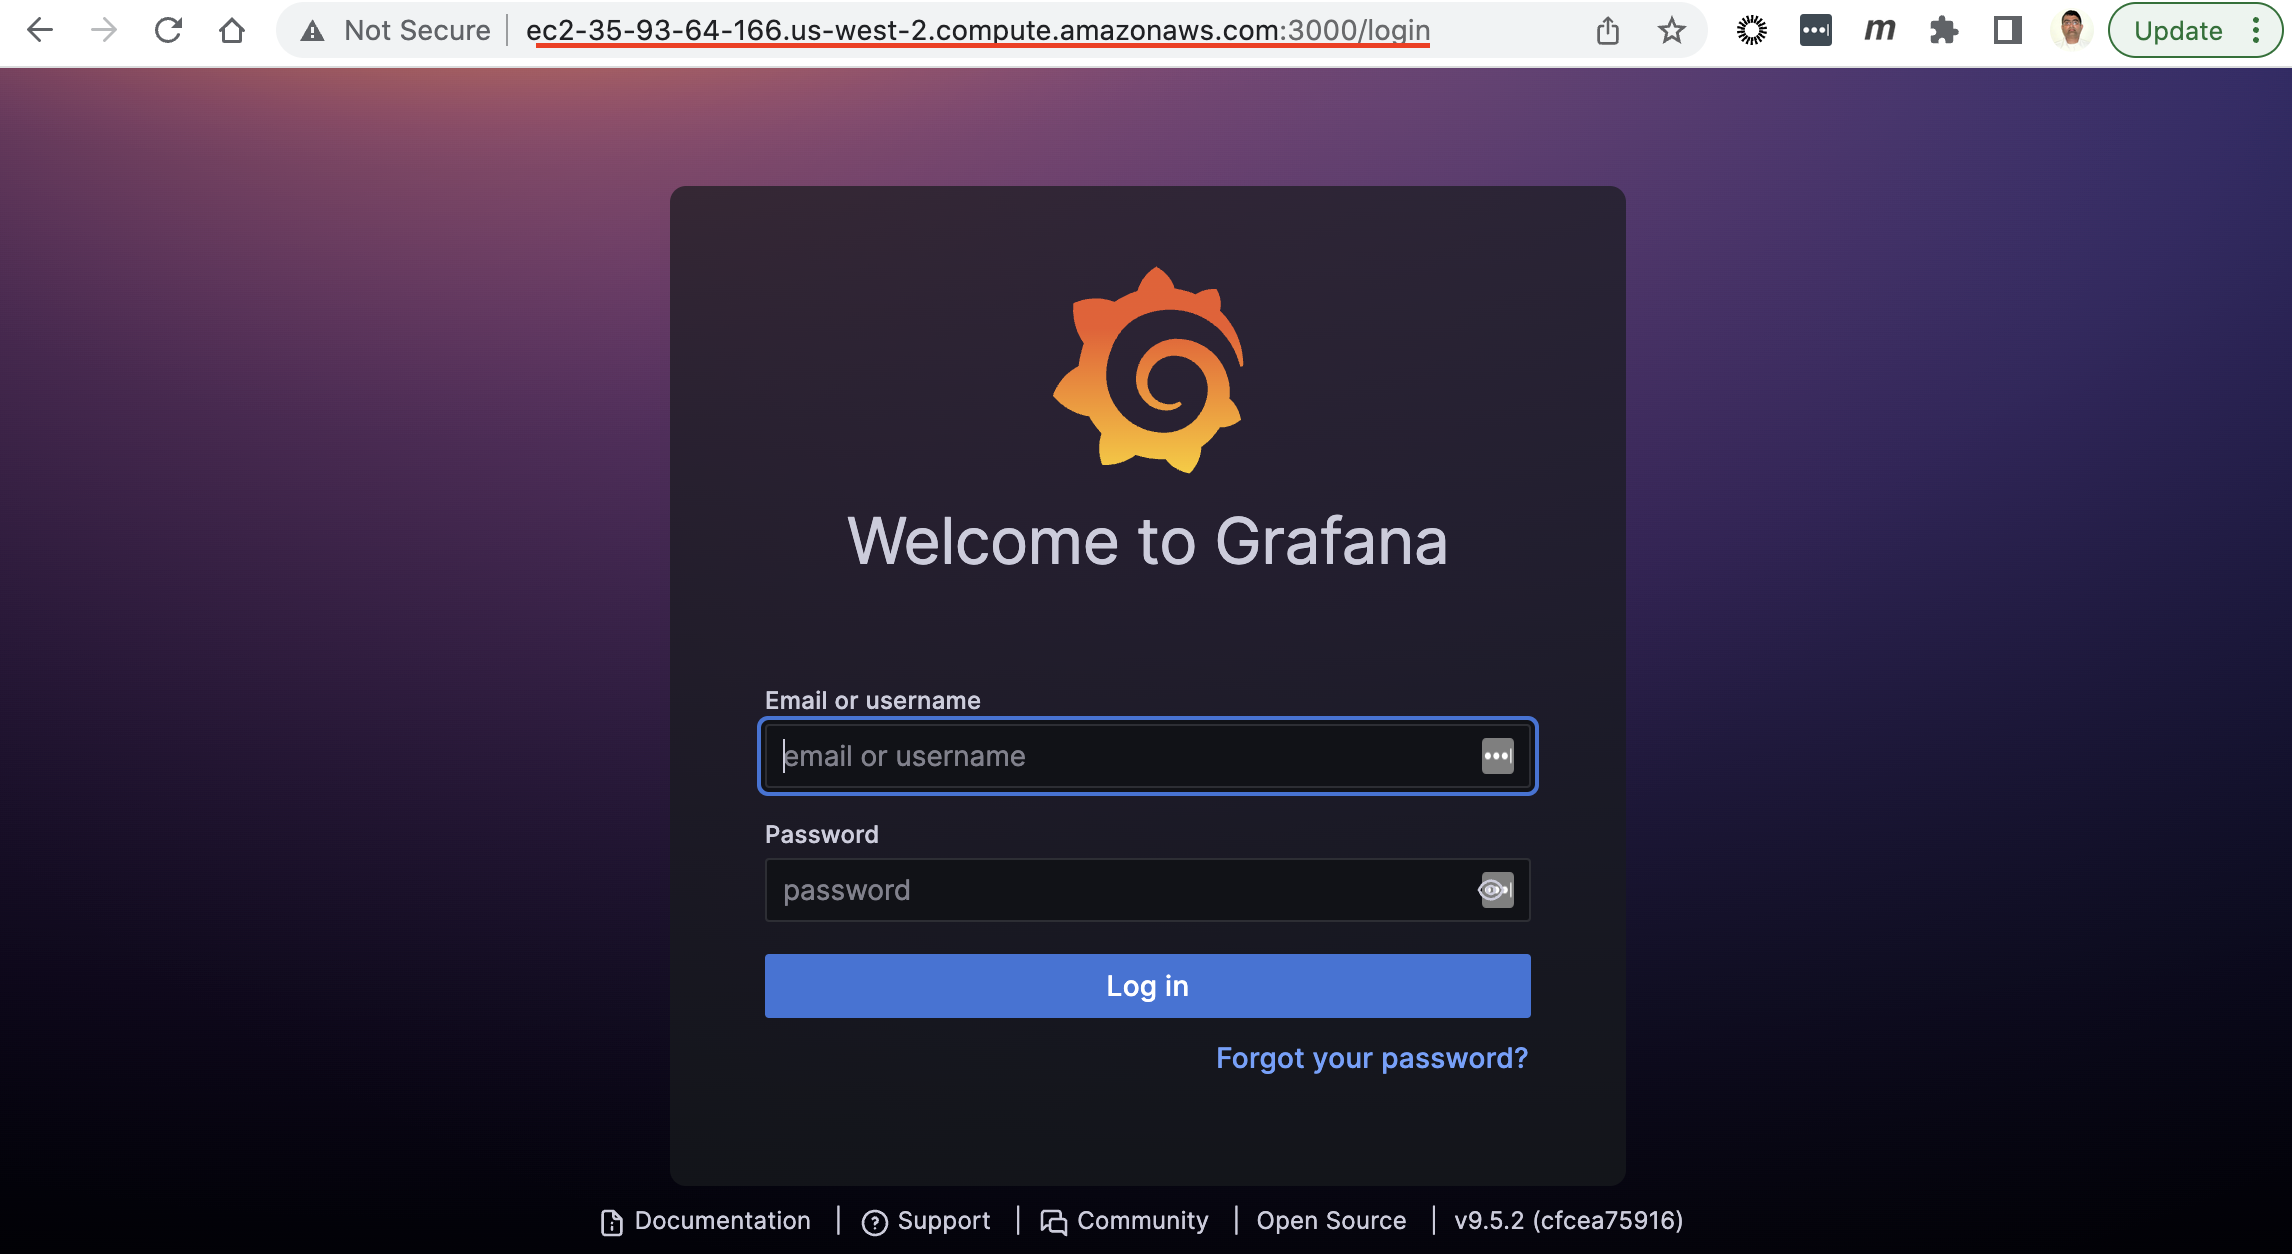 Not Secure ec2-35-93-64-166.us-west-2.compute.amazonaws.com:3000/login m Update
Welcome to Grafana
Email or username
email or username
Password
password
Log in
Forgot your password?
Documentation | Support | Community | Open Source | v9.5.2 (cfcea75916)